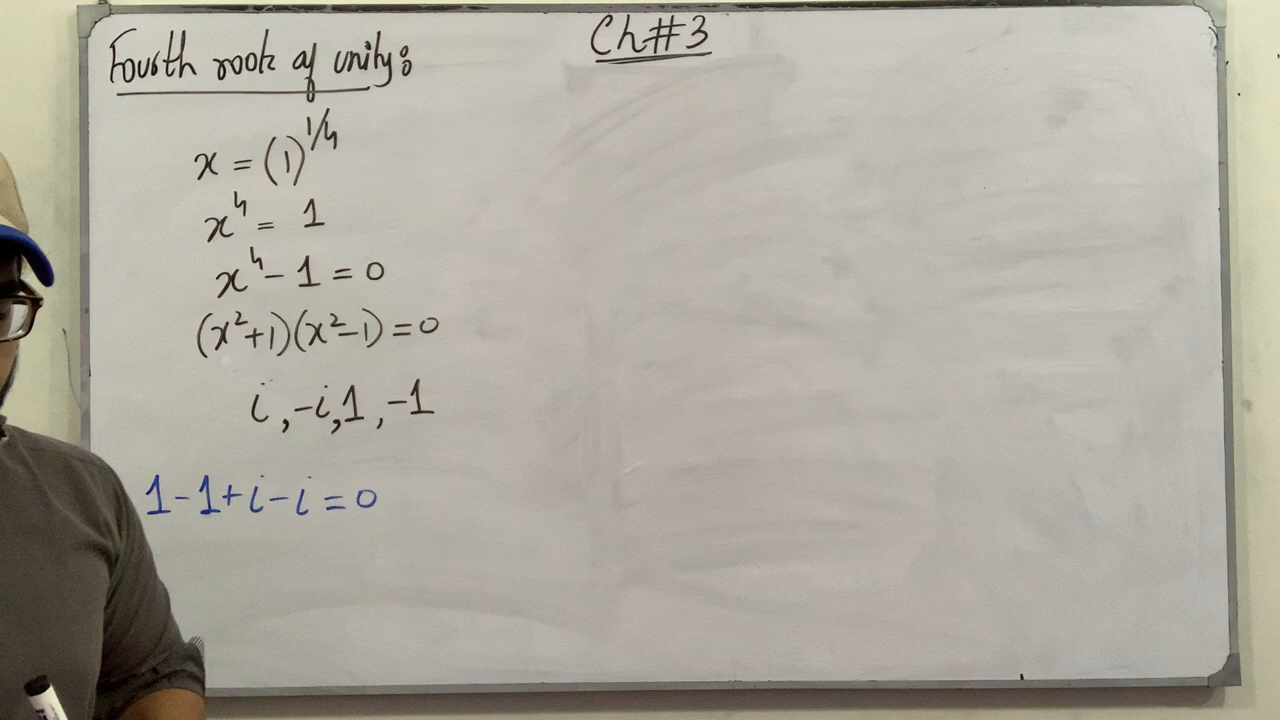 Ch#3
Fourth root of unity:
x = (1)^1/4
x^4 = 1
x^4 - 1 = 0
(x^2+1)(x^2-1) = 0
i, -i, 1, -1
1-1+i-i=0